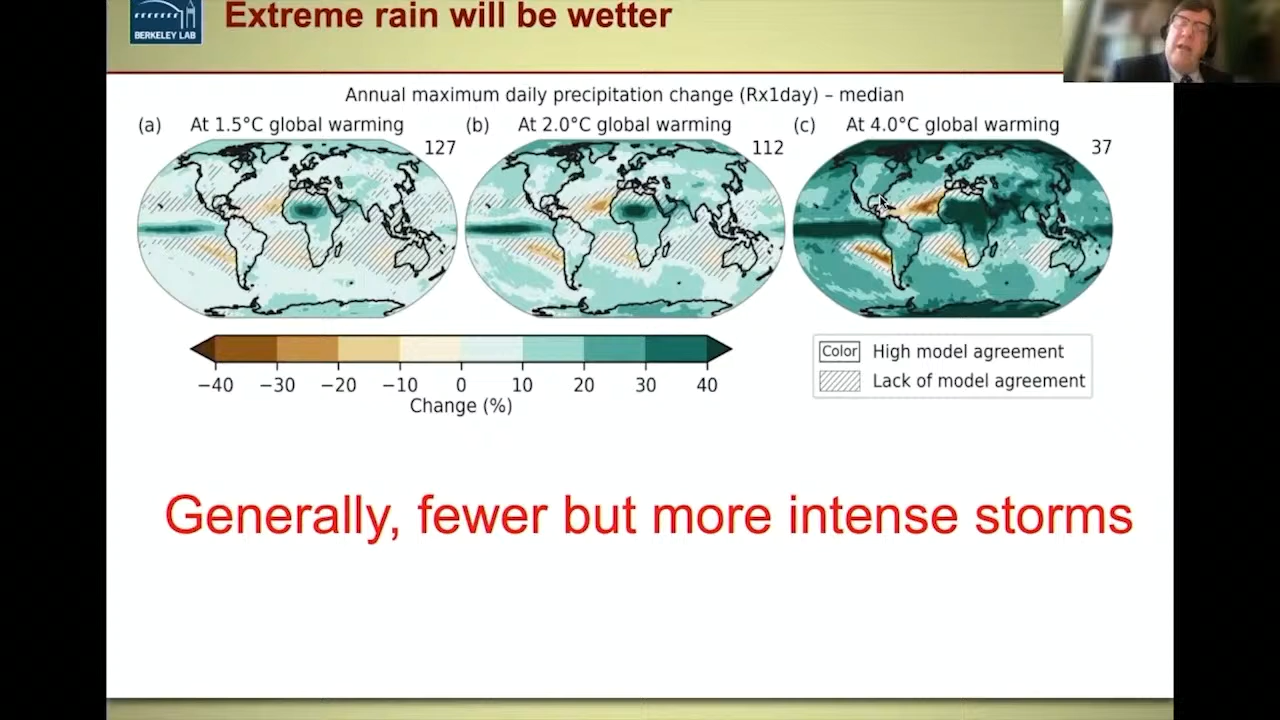 BERKELEY LAB
Extreme rain will be wetter
Annual maximum daily precipitation change (Rx1day) – median
(a) At 1.5°C global warming
127
(b) At 2.0°C global warming
112
(c) At 4.0°C global warming
37
−40 −30 −20 −10 0 10 20 30 40
Change (%)
Color High model agreement
Lack of model agreement
Generally, fewer but more intense storms